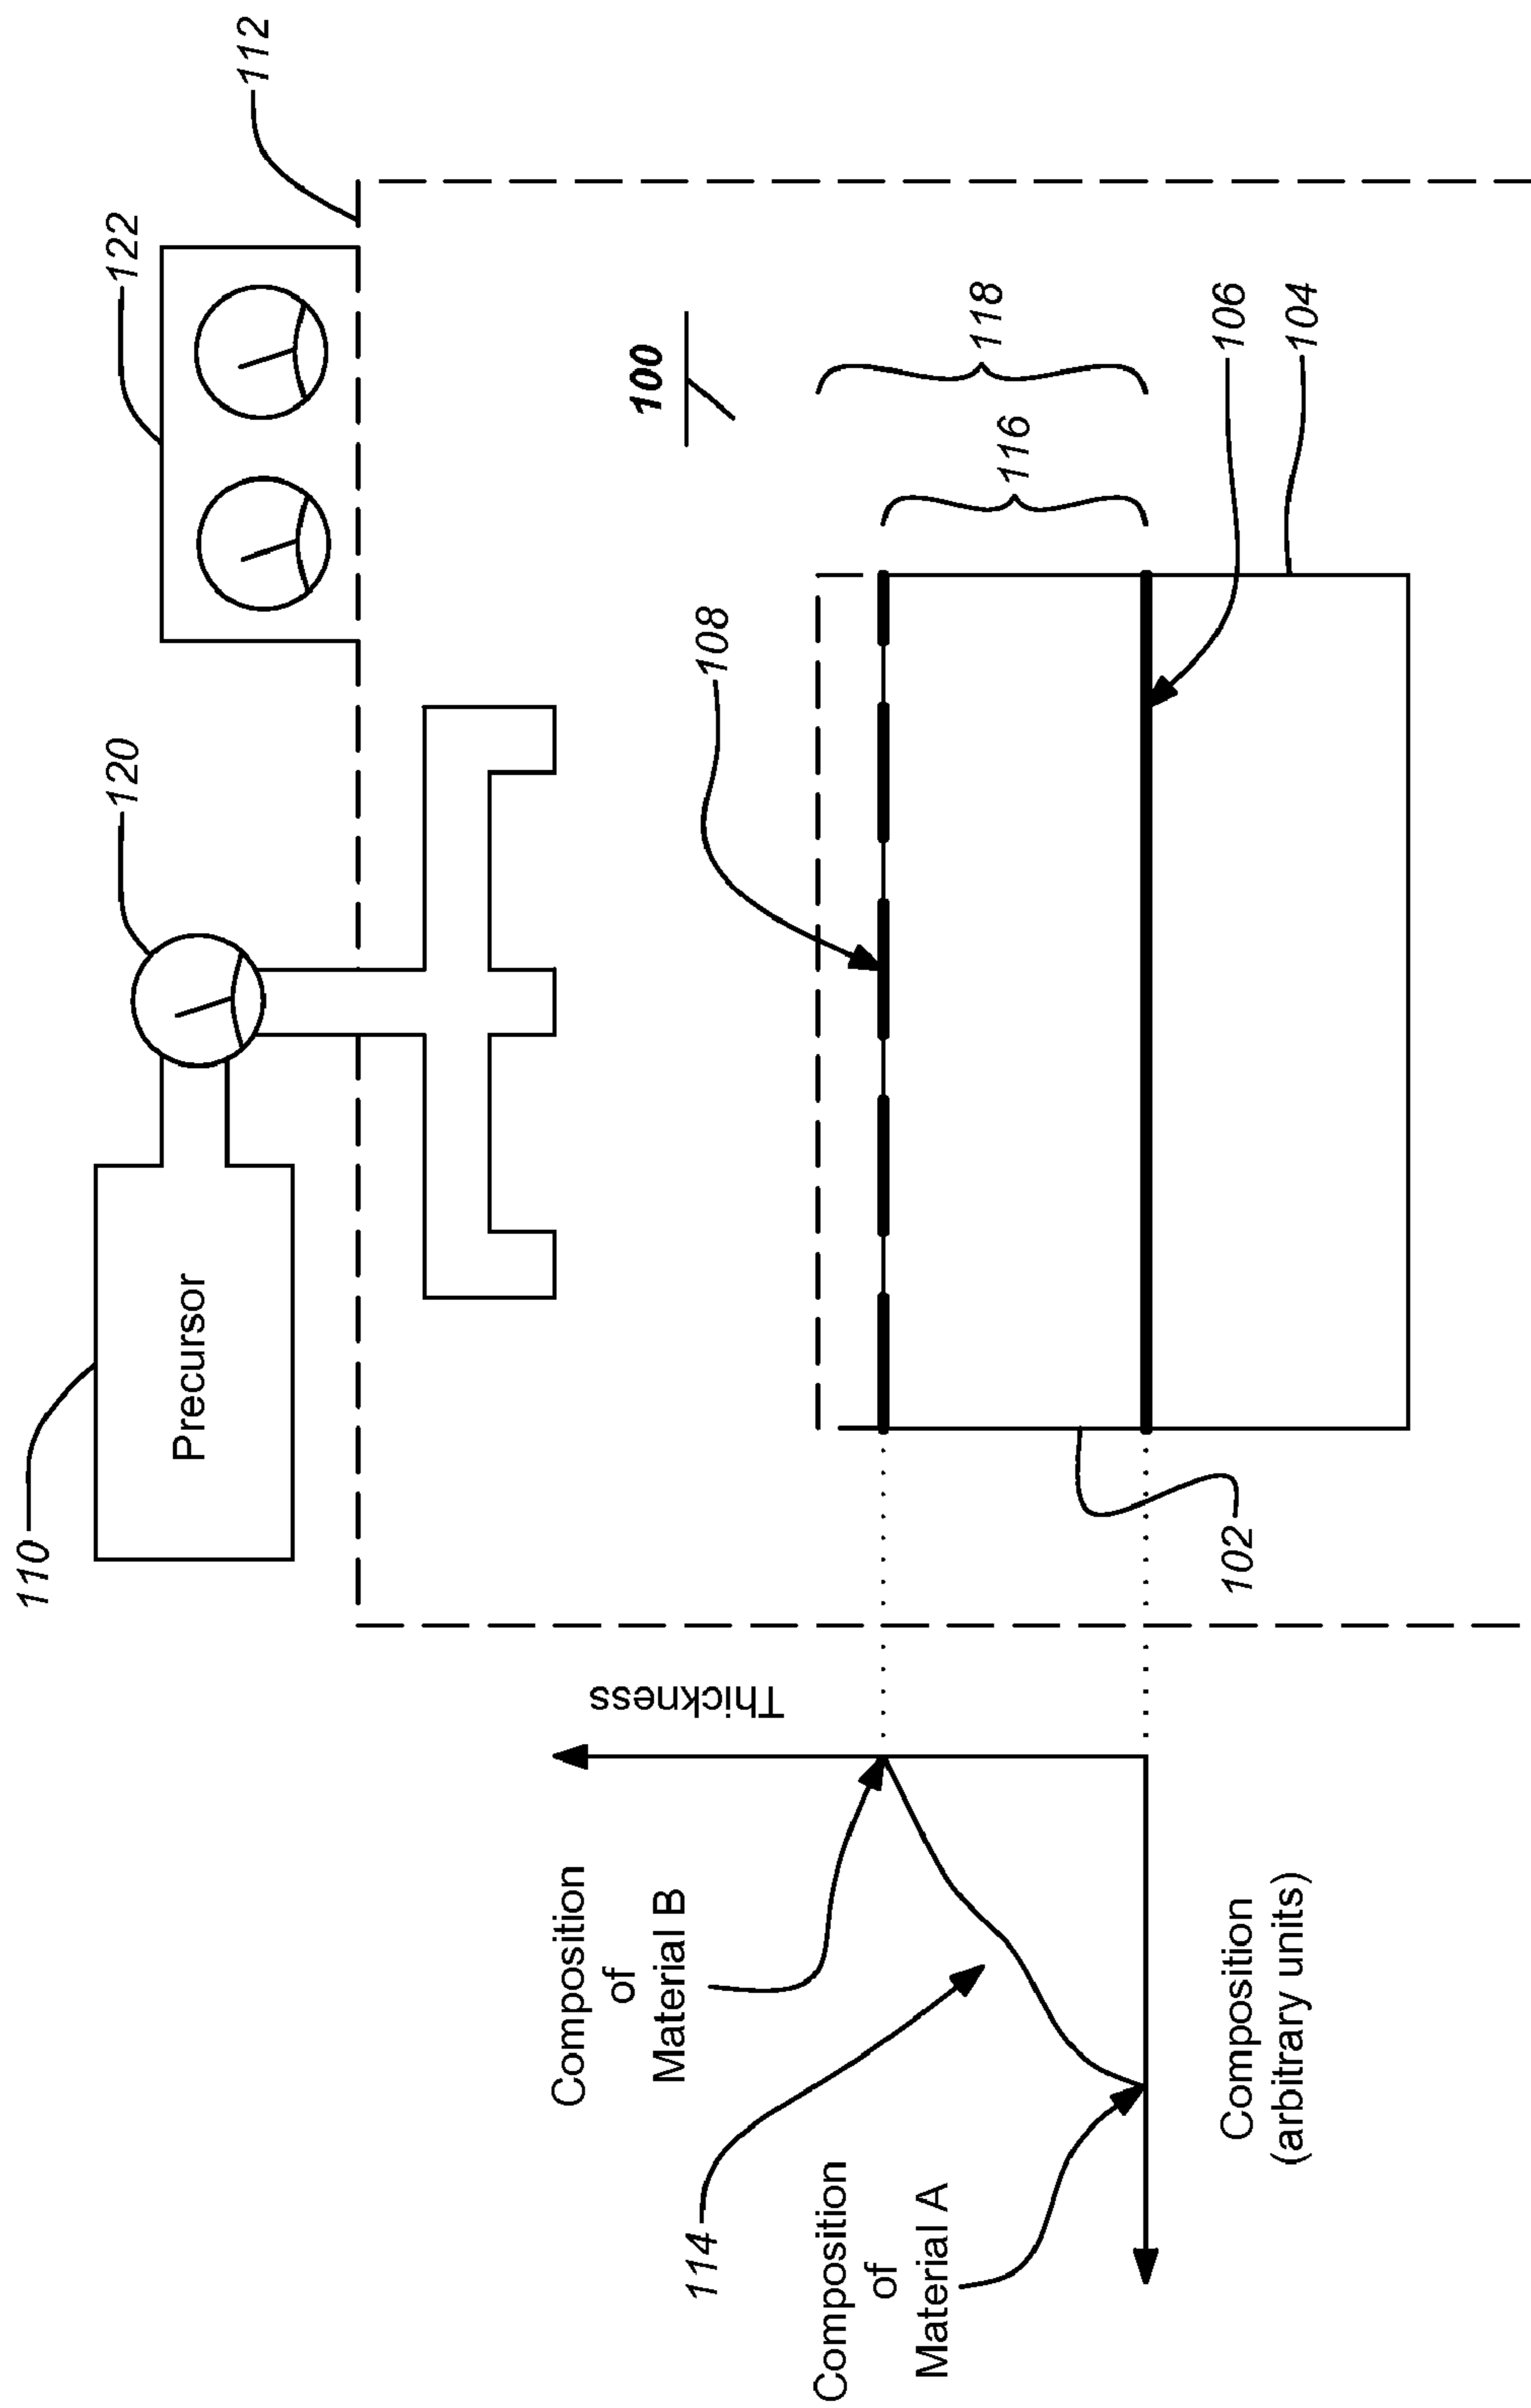 110
Precursor
120
122
112
100
108
116
118
106
104
102
Thickness
Composition
of
Material B
114
Composition
of
Material A
Composition
(arbitrary units)